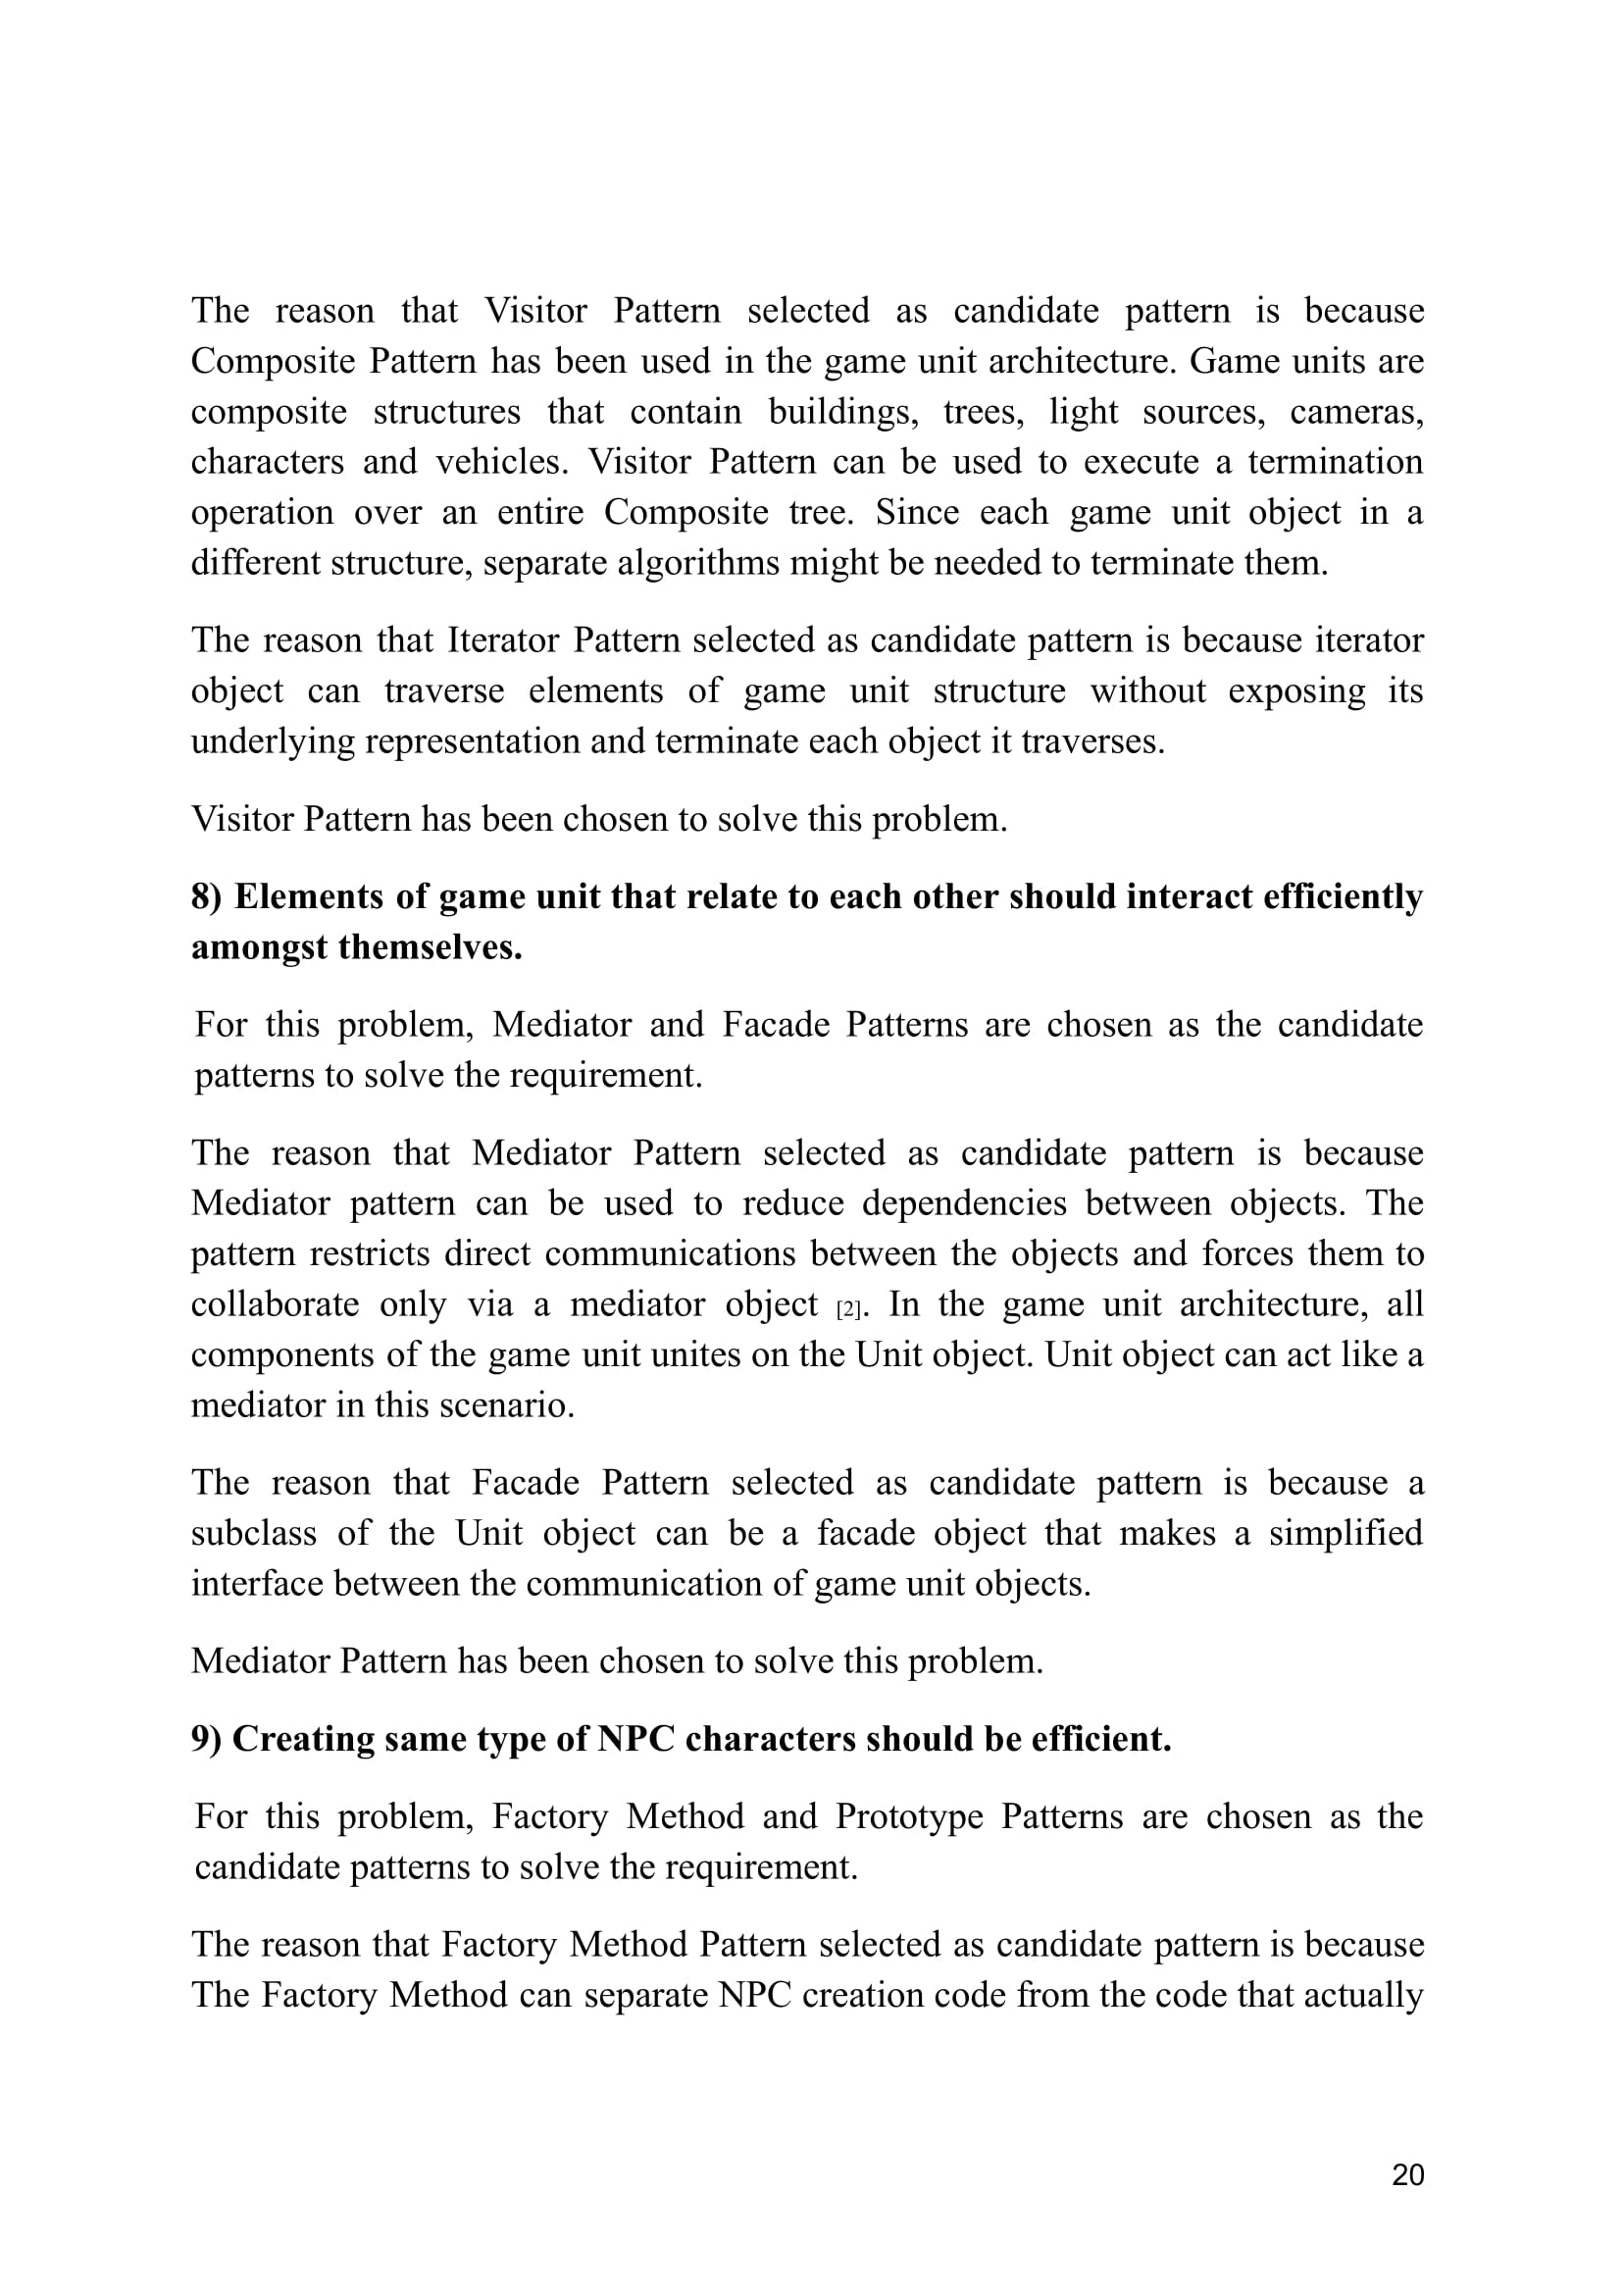 The reason that Visitor Pattern selected as candidate pattern is because
Composite Pattern has been used in the game unit architecture. Game units are
composite structures that contain buildings, trees, light sources, cameras,
characters and vehicles. Visitor Pattern can be used to execute a termination
operation over an entire Composite tree. Since each game unit object in a
different structure, separate algorithms might be needed to terminate them.
The reason that Iterator Pattern selected as candidate pattern is because iterator
object can traverse elements of game unit structure without exposing its
underlying representation and terminate each object it traverses.
Visitor Pattern has been chosen to solve this problem.
8) Elements of game unit that relate to each other should interact efficiently
amongst themselves.
For this problem, Mediator and Facade Patterns are chosen as the candidate
patterns to solve the requirement.
The reason that Mediator Pattern selected as candidate pattern is because
Mediator pattern can be used to reduce dependencies between objects. The
pattern restricts direct communications between the objects and forces them to
collaborate only via a mediator object [2]. In the game unit architecture, all
components of the game unit unites on the Unit object. Unit object can act like a
mediator in this scenario.
The reason that Facade Pattern selected as candidate pattern is because a
subclass of the Unit object can be a facade object that makes a simplified
interface between the communication of game unit objects.
Mediator Pattern has been chosen to solve this problem.
9) Creating same type of NPC characters should be efficient.
For this problem, Factory Method and Prototype Patterns are chosen as the
candidate patterns to solve the requirement.
The reason that Factory Method Pattern selected as candidate pattern is because
The Factory Method can separate NPC creation code from the code that actually
20